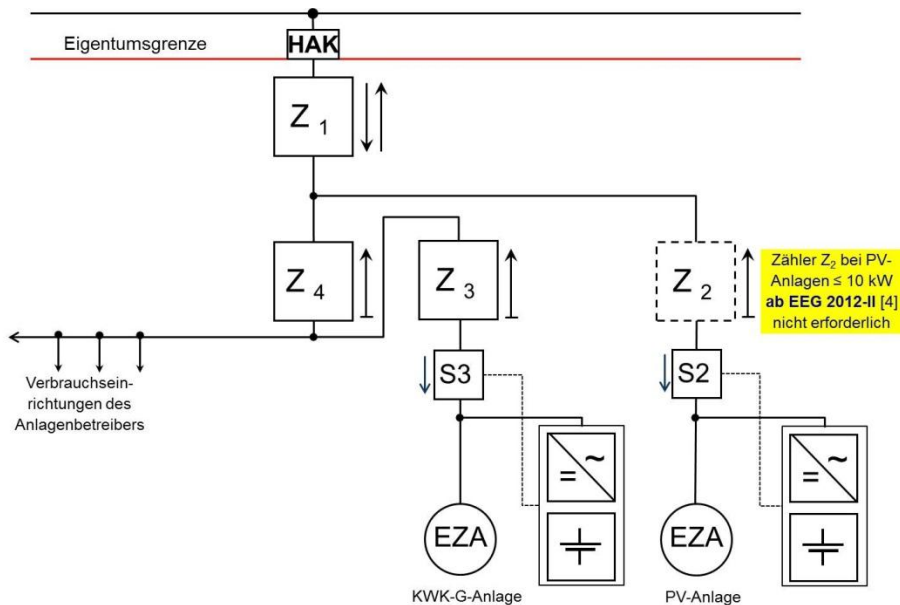 Eigentumsgrenze
HAK
Z 1
Z 4
Z 3
Z 2
Zähler Z2 bei PV-
Anlagen ≤ 10 kW
ab EEG 2012-II [4]
nicht erforderlich
Verbrauchsein-
richtungen des
Anlagenbetreibers
S3
S2
= ~
= ~
EZA
EZA
KWK-G-Anlage
PV-Anlage